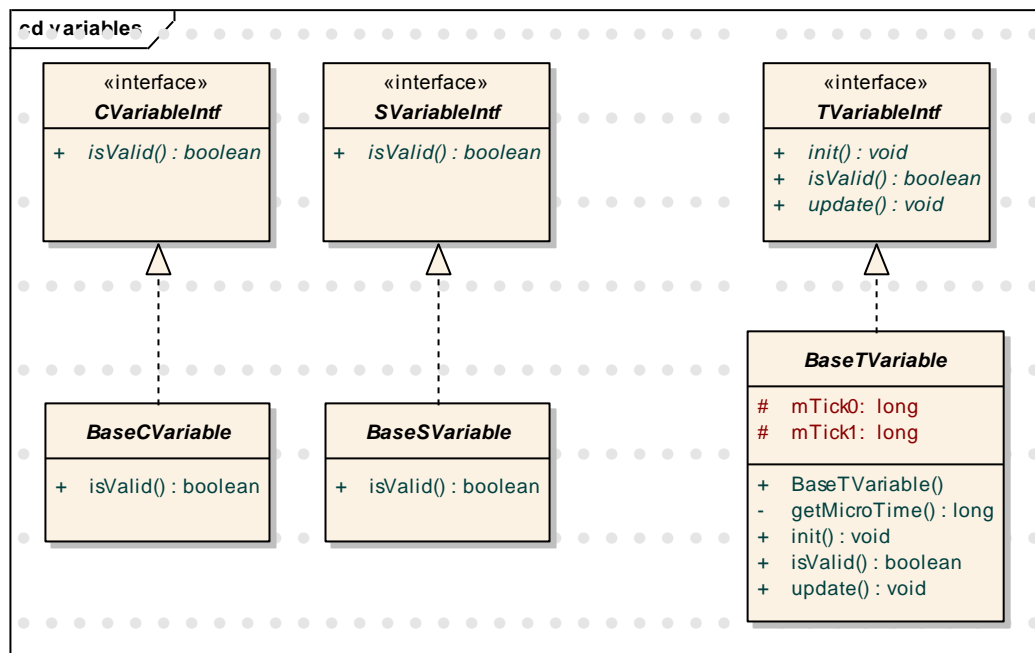 cd variables
«interface»
CVariableIntf
+ isValid() : boolean
«interface»
SVariableIntf
+ isValid() : boolean
«interface»
TVariableIntf
+ init() : void
+ isValid() : boolean
+ update() : void
BaseCVariable
+ isValid() : boolean
BaseSVariable
+ isValid() : boolean
BaseTVariable
# mTick0: long
# mTick1: long
+ BaseTVariable()
- getMicroTime() : long
+ init() : void
+ isValid() : boolean
+ update() : void